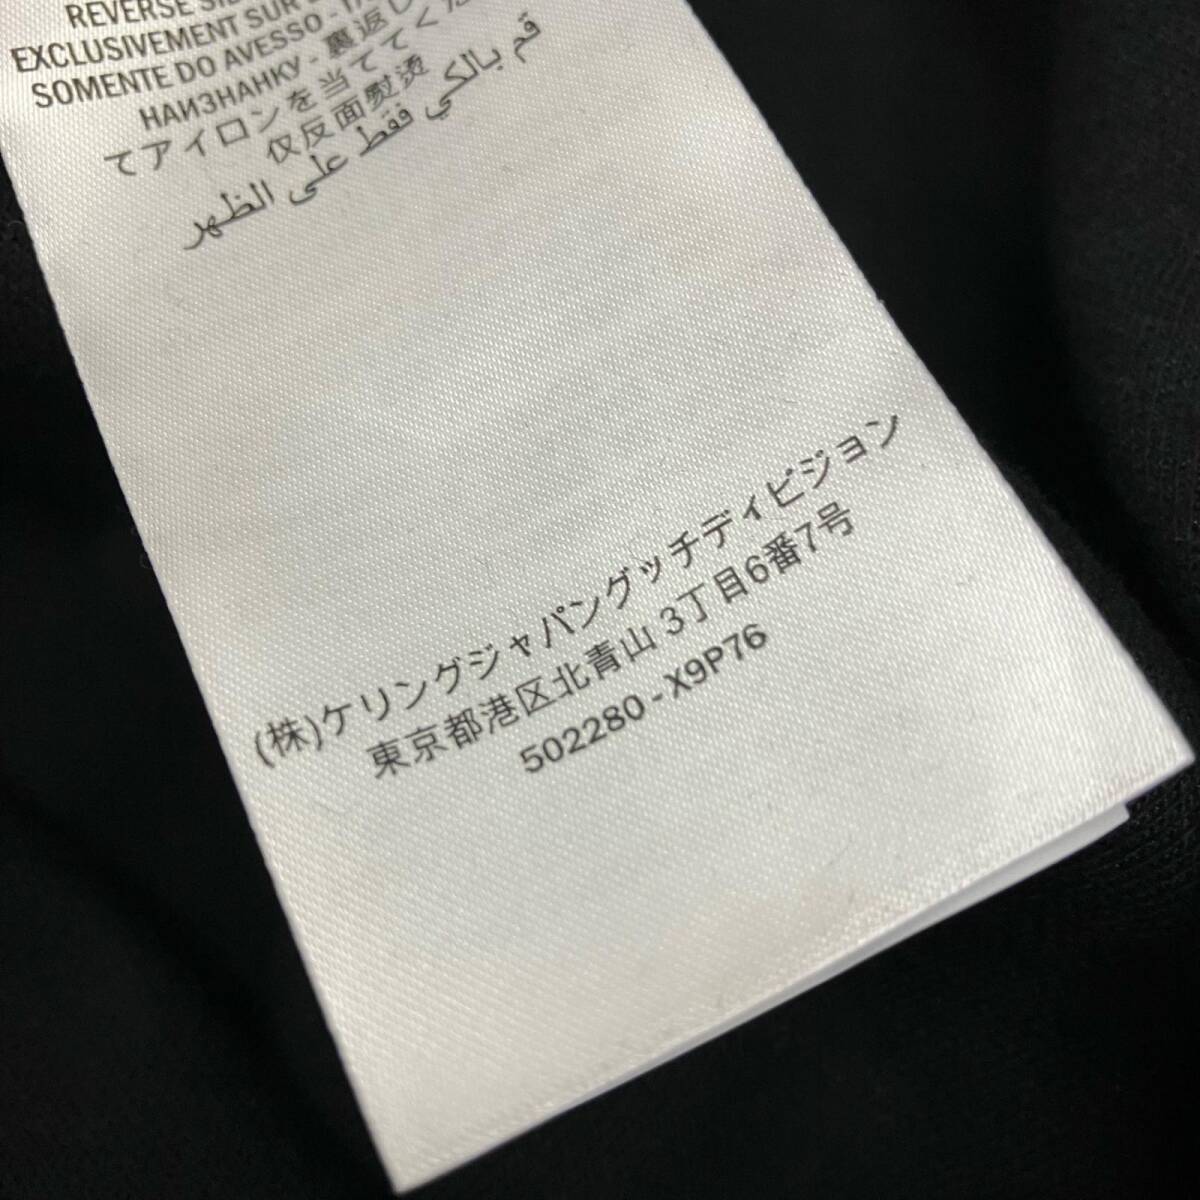 REVERSE
EXCLUSIVEMENT SUR
SOMENTE DO AVESSO -
НАИЗНАНКУ - 裏返し
てアイロンを当ててくだ
仅反面熨烫
قم بالكي فقط على الظهر
(株)ケリングジャパングッチディビジョン
東京都港区北青山 3丁目6番7号
502280 - X9P76